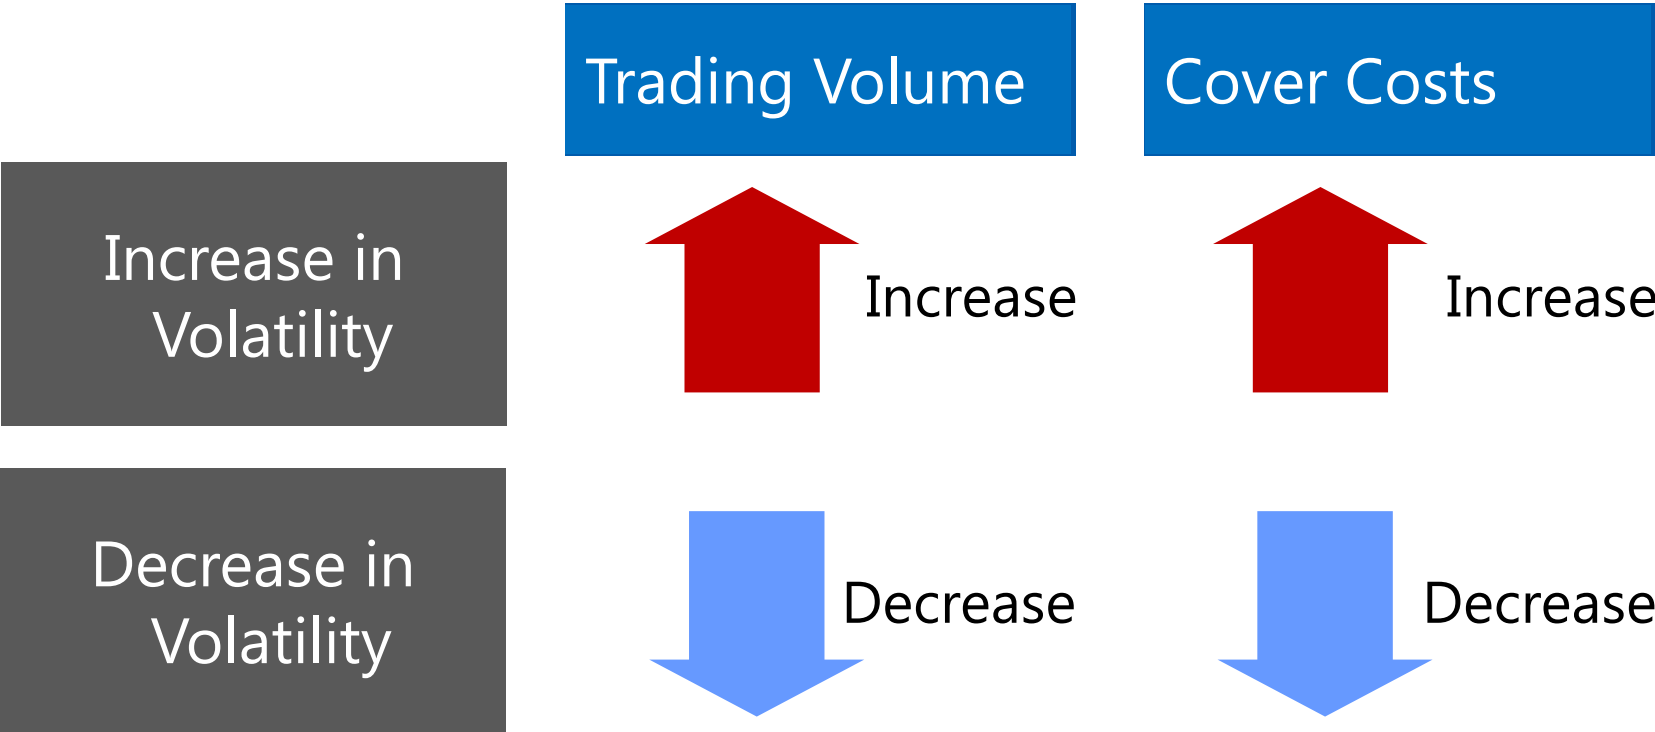 Trading Volume
Cover Costs
Increase in
Volatility
Increase
Increase
Decrease in
Volatility
Decrease
Decrease